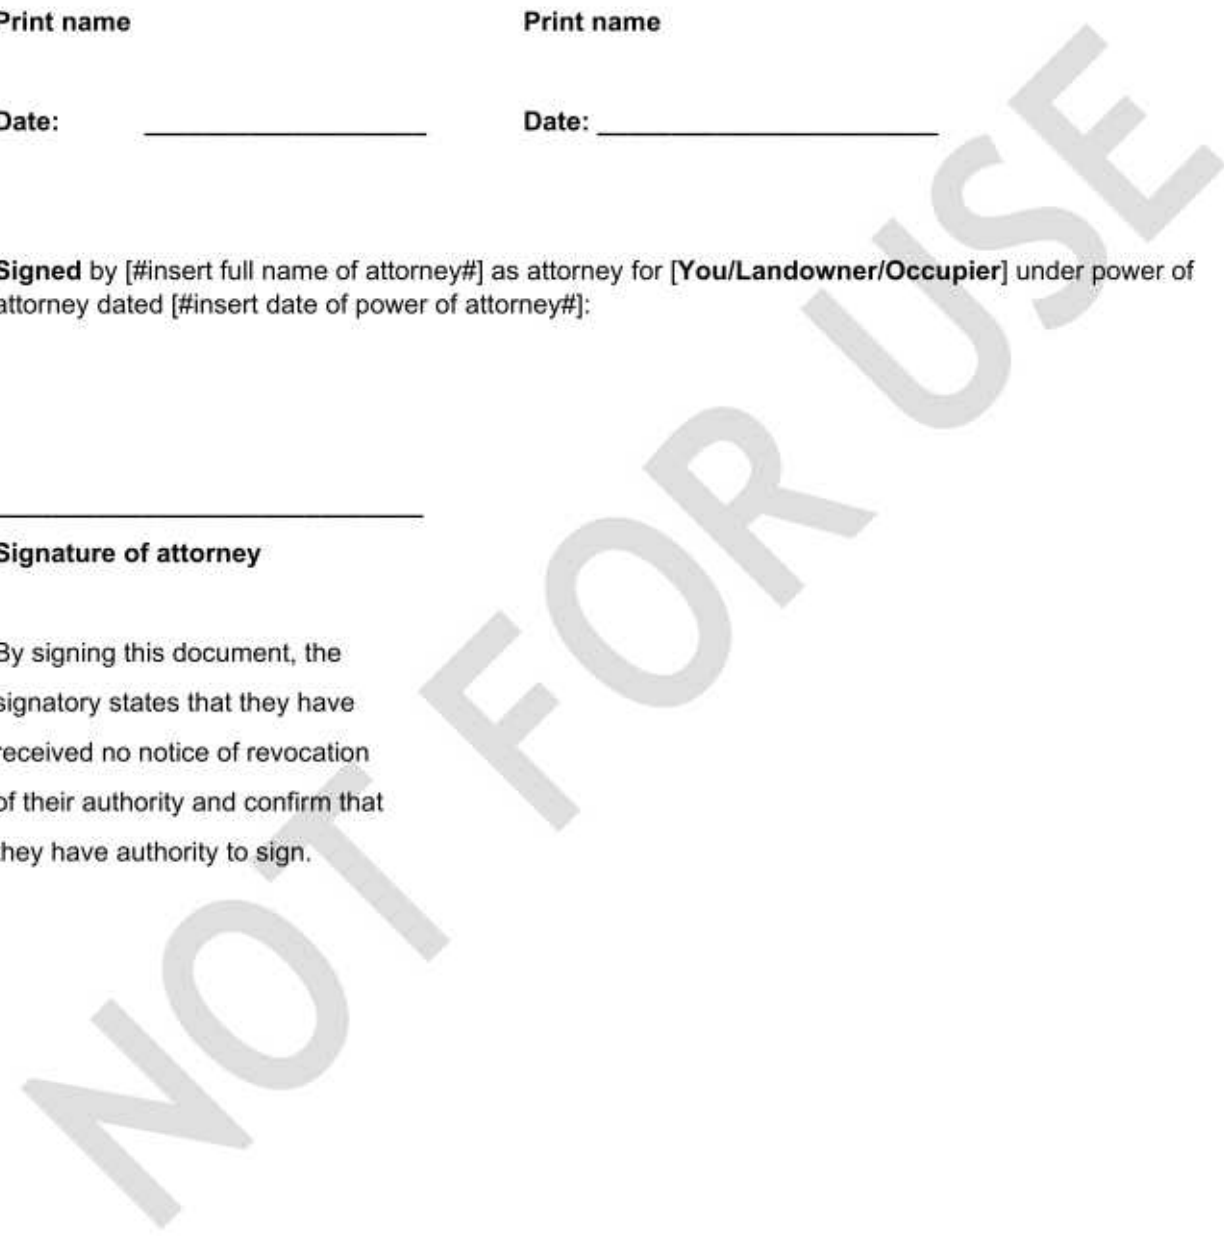 Print name Print name
Date: Date:
Signed by [#insert full name of attorney#] as attorney for [You/Landowner/Occupier] under power of
attorney dated [#insert date of power of attorney#]:
Signature of attorney
By signing this document, the
signatory states that they have
received no notice of revocation
of their authority and confirm that
they have authority to sign.
NOT FOR USE